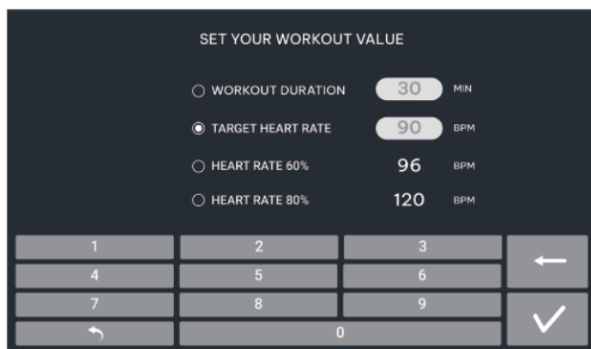 SET YOUR WORKOUT VALUE
WORKOUT DURATION 30 MIN
TARGET HEART RATE 90 BPM
HEART RATE 60% 96 BPM
HEART RATE 80% 120 BPM
1 2 3
4 5 6
7 8 9
0